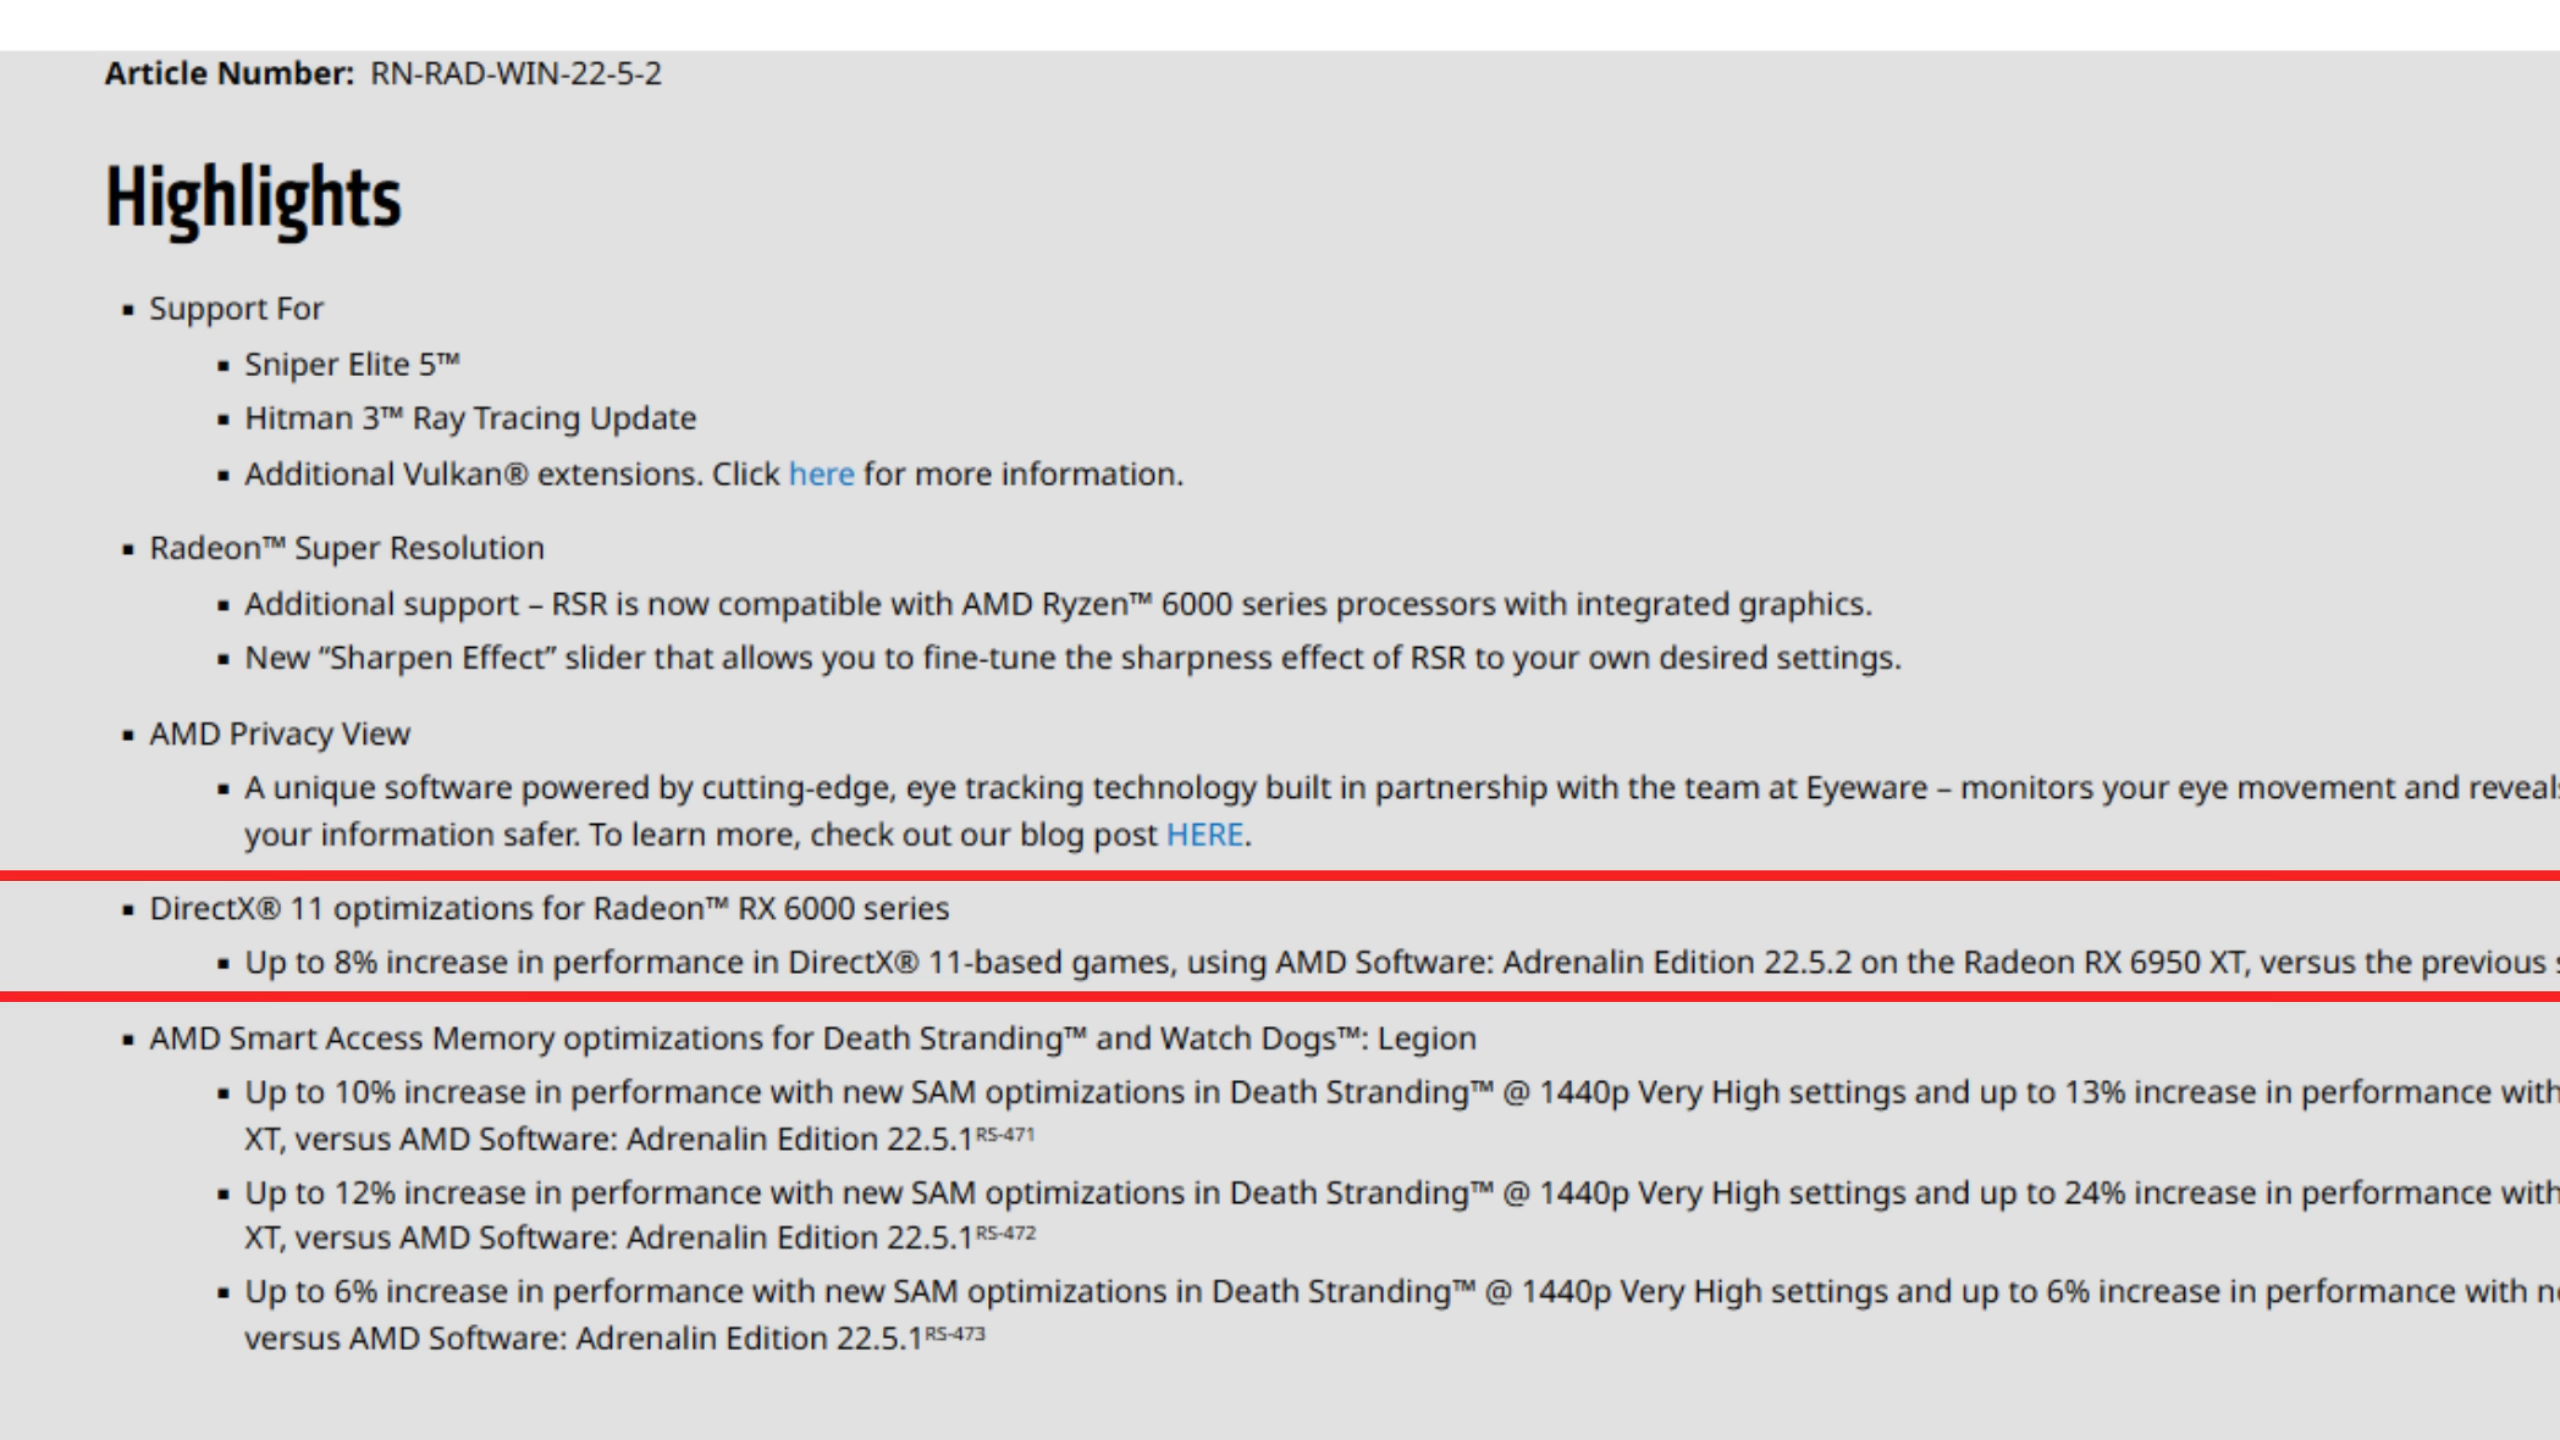 Article Number: RN-RAD-WIN-22-5-2
Highlights
▪ Support For
▪ Sniper Elite 5™
▪ Hitman 3™ Ray Tracing Update
▪ Additional Vulkan® extensions. Click here for more information.
▪ Radeon™ Super Resolution
▪ Additional support – RSR is now compatible with AMD Ryzen™ 6000 series processors with integrated graphics.
▪ New “Sharpen Effect” slider that allows you to fine-tune the sharpness effect of RSR to your own desired settings.
▪ AMD Privacy View
▪ A unique software powered by cutting-edge, eye tracking technology built in partnership with the team at Eyeware – monitors your eye movement and reveals
your information safer. To learn more, check out our blog post HERE.
▪ DirectX® 11 optimizations for Radeon™ RX 6000 series
▪ Up to 8% increase in performance in DirectX® 11-based games, using AMD Software: Adrenalin Edition 22.5.2 on the Radeon RX 6950 XT, versus the previous
▪ AMD Smart Access Memory optimizations for Death Stranding™ and Watch Dogs™: Legion
▪ Up to 10% increase in performance with new SAM optimizations in Death Stranding™ @ 1440p Very High settings and up to 13% increase in performance with
XT, versus AMD Software: Adrenalin Edition 22.5.1RS-471
▪ Up to 12% increase in performance with new SAM optimizations in Death Stranding™ @ 1440p Very High settings and up to 24% increase in performance with
XT, versus AMD Software: Adrenalin Edition 22.5.1RS-472
▪ Up to 6% increase in performance with new SAM optimizations in Death Stranding™ @ 1440p Very High settings and up to 6% increase in performance with
versus AMD Software: Adrenalin Edition 22.5.1RS-473